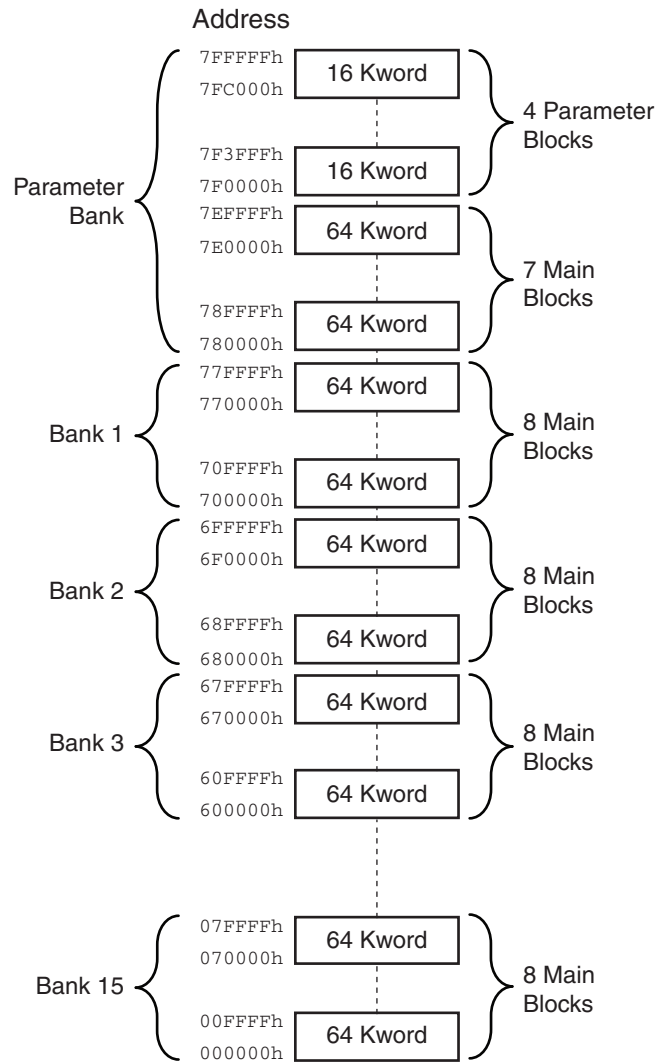 Address
7FFFFFh
16 Kword
7FC000h
4 Parameter
Blocks
7F3FFFh
16 Kword
7F0000h
Parameter
Bank
7EFFFFh
64 Kword
7E0000h
7 Main
Blocks
78FFFFh
64 Kword
780000h
77FFFFh
64 Kword
770000h
Bank 1
8 Main
Blocks
70FFFFh
64 Kword
700000h
6FFFFFh
64 Kword
6F0000h
Bank 2
8 Main
Blocks
68FFFFh
64 Kword
680000h
67FFFFh
64 Kword
670000h
Bank 3
8 Main
Blocks
60FFFFh
64 Kword
600000h
07FFFFh
64 Kword
070000h
Bank 15
8 Main
Blocks
00FFFFh
64 Kword
000000h